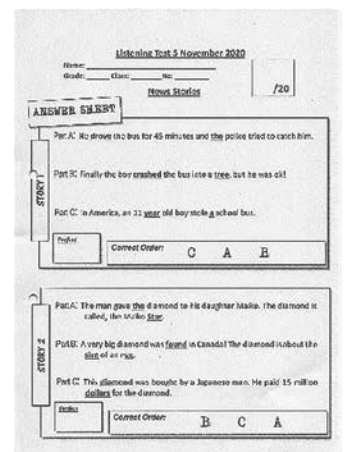 Listening Test 5 November 2020
Name:
Grade: Class: No:
News Stories
/20
ANSWER SHEET
STORY 1
Part A: He drove the bus for 45 minutes and the police tried to catch him.
Part B: Finally the boy crashed the bus into a tree, but he was ok!
Part C: In America, an 11 year old boy stole a school bus.
Correct Order: C A B
STORY 2
Part A: The man gave the diamond to his daughter Maiko. The diamond is
called, the Maiko Star.
Part B: A very big diamond was found in Canada! The diamond is about the
size of an egg.
Part C: This diamond was bought by a Japanese man. He paid 15 million
dollars for the diamond.
Correct Order: B C A